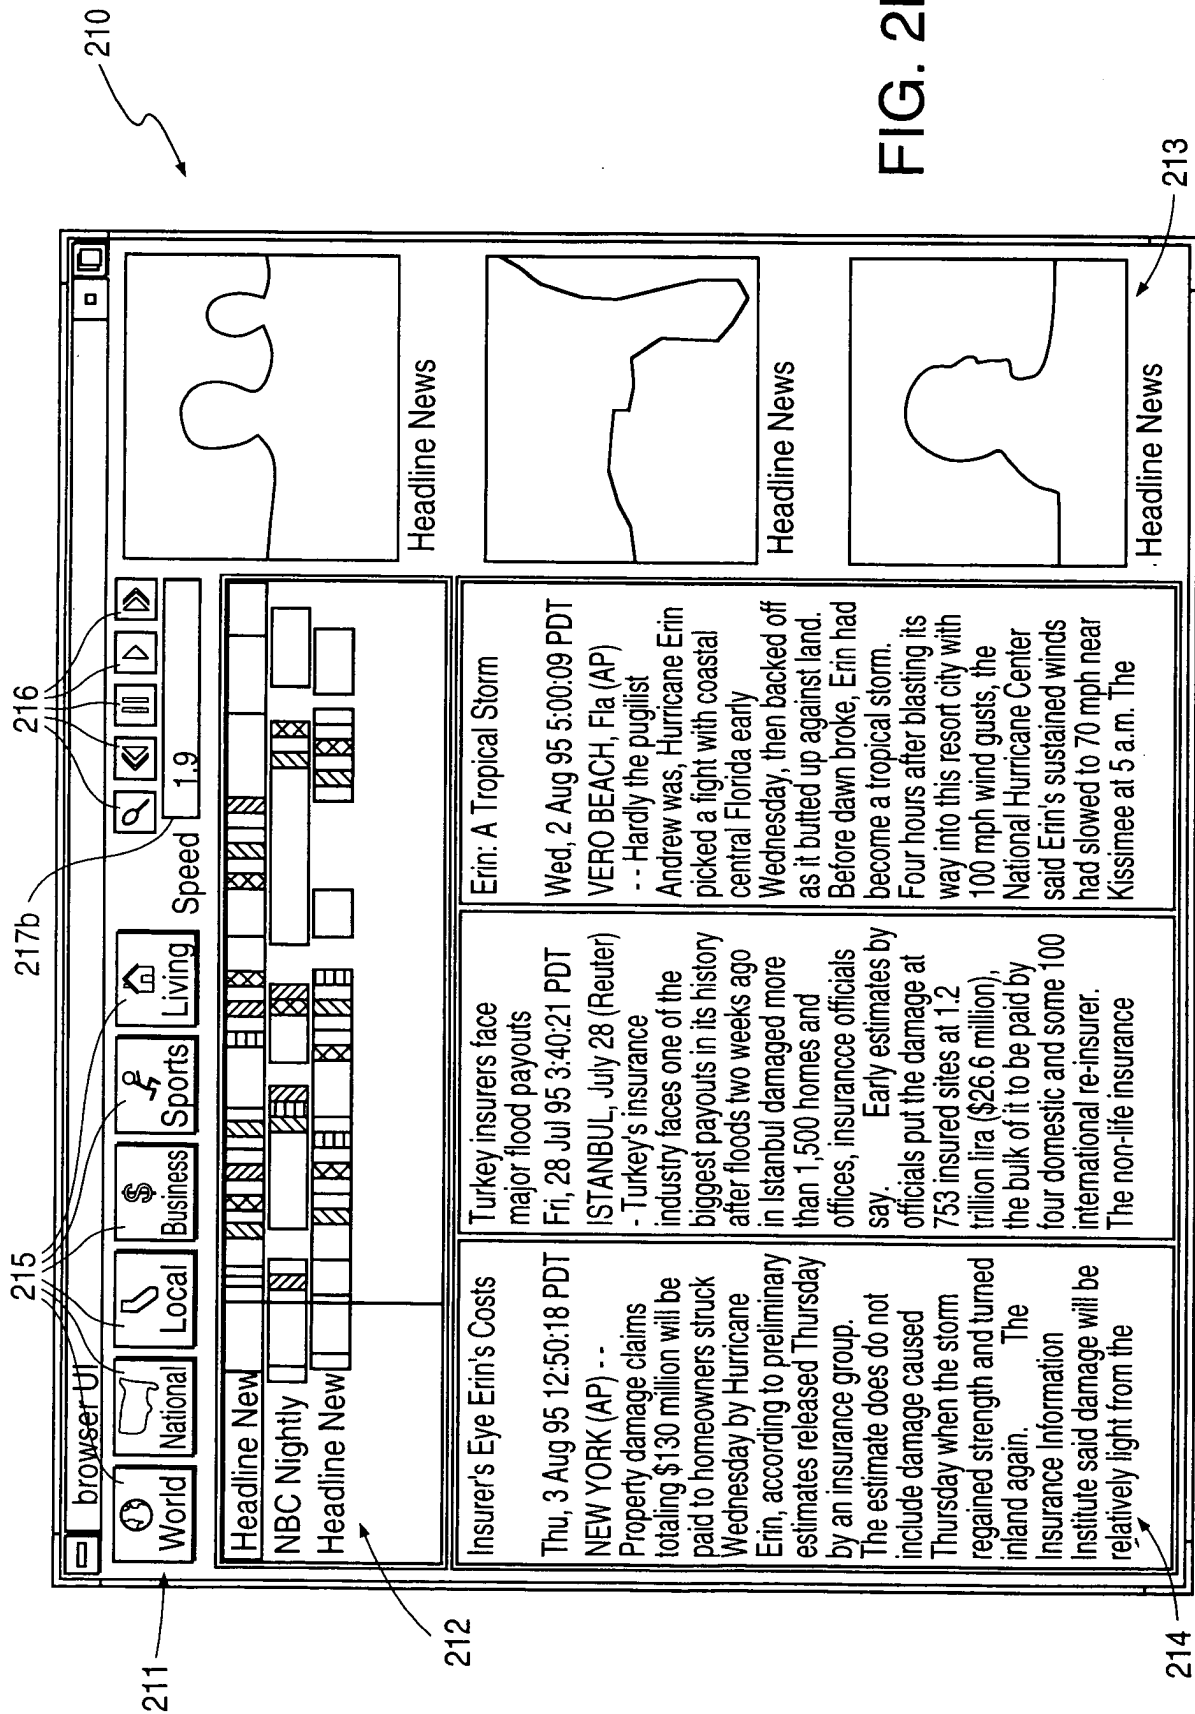 210
216
215
217b
211
browser UI
World
National
Local
Business
$
Sports
Living
Speed
1.9
Headline New
NBC Nightly
Headline New
212
Headline News
Headline News
Headline News
213
Insurer's Eye Erin's Costs
Thu, 3 Aug 95 12:50:18 PDT
NEW YORK (AP) - -
Property damage claims
totaling $130 million will be
paid to homeowners struck
Wednesday by Hurricane
Erin, according to preliminary
estimates released Thursday
by an insurance group.
The estimate does do not
include damage caused
Thursday when the storm
regained strength and turned
inland again. The
Insurance Information
Institute said damage will be
relatively light from the
Turkey insurers face
major flood payouts
Fri, 28 Jul 95 3:40:21 PDT
ISTANBUL, July 28 (Reuter)
- Turkey's insurance
industry faces one of the
biggest payouts in its history
after floods two weeks ago
in Istanbul damaged more
than 1,500 homes and
offices, insurance officials
say. Early estimates by
officials put the damage at
753 insured sites at 1.2
trillion lira ($26.6 million),
the bulk of it to be paid by
four domestic and some 100
international re-insurer.
The non-life insurance
Erin: A Tropical Storm
Wed, 2 Aug 95 5:00:09 PDT
VERO BEACH, Fla (AP)
- - Hardly the pugilist
Andrew was, Hurricane Erin
picked a fight with coastal
central Florida early
Wednesday, then backed off
as it butted up against land.
Before dawn broke, Erin had
become a tropical storm.
Four hours after blasting its
way into this resort city with
100 mph wind gusts, the
National Hurricane Center
said Erin's sustained winds
had slowed to 70 mph near
Kissimee at 5 a.m. The
214
FIG.